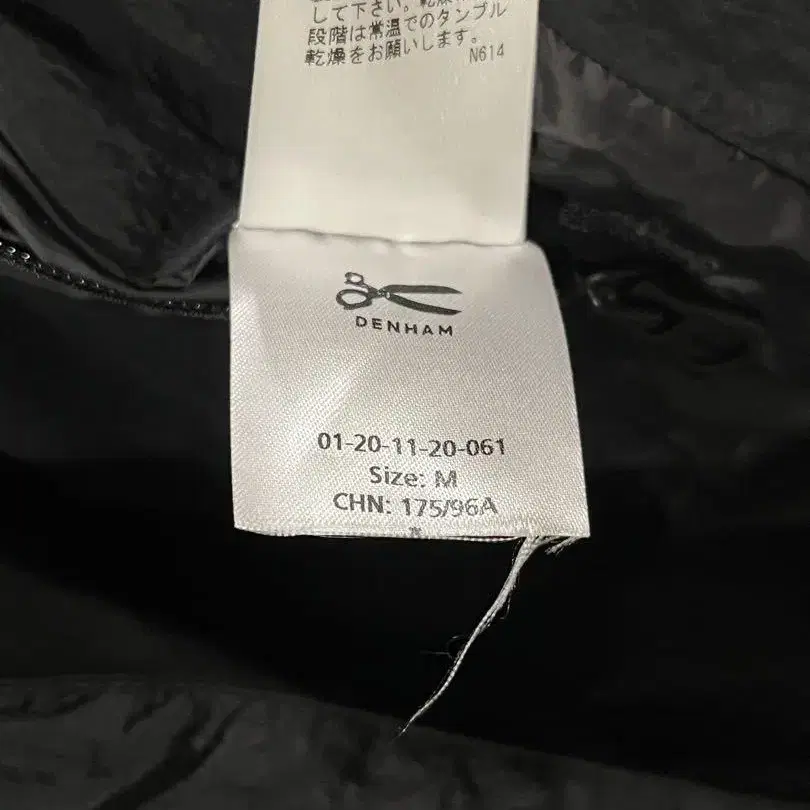 して下さい。乾燥
段階は常温でのタンブル
乾燥をお願いします。
N614
DENHAM
01-20-11-20-061
Size: M
CHN: 175/96A